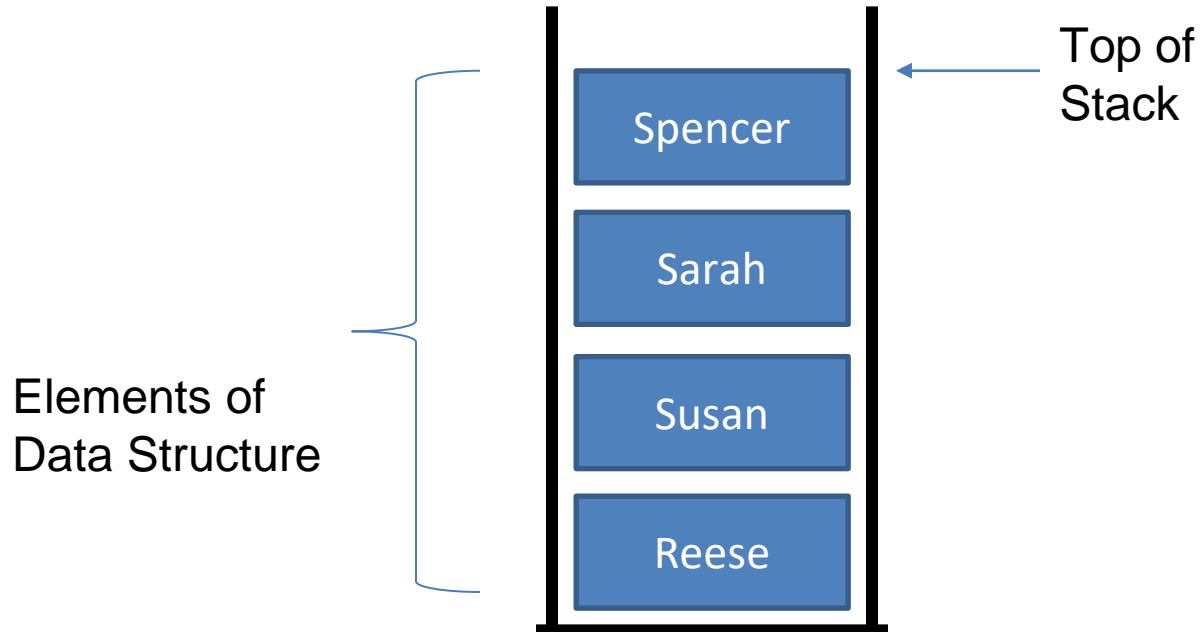 Top of
Stack
Spencer
Sarah
Susan
Reese
Elements of
Data Structure